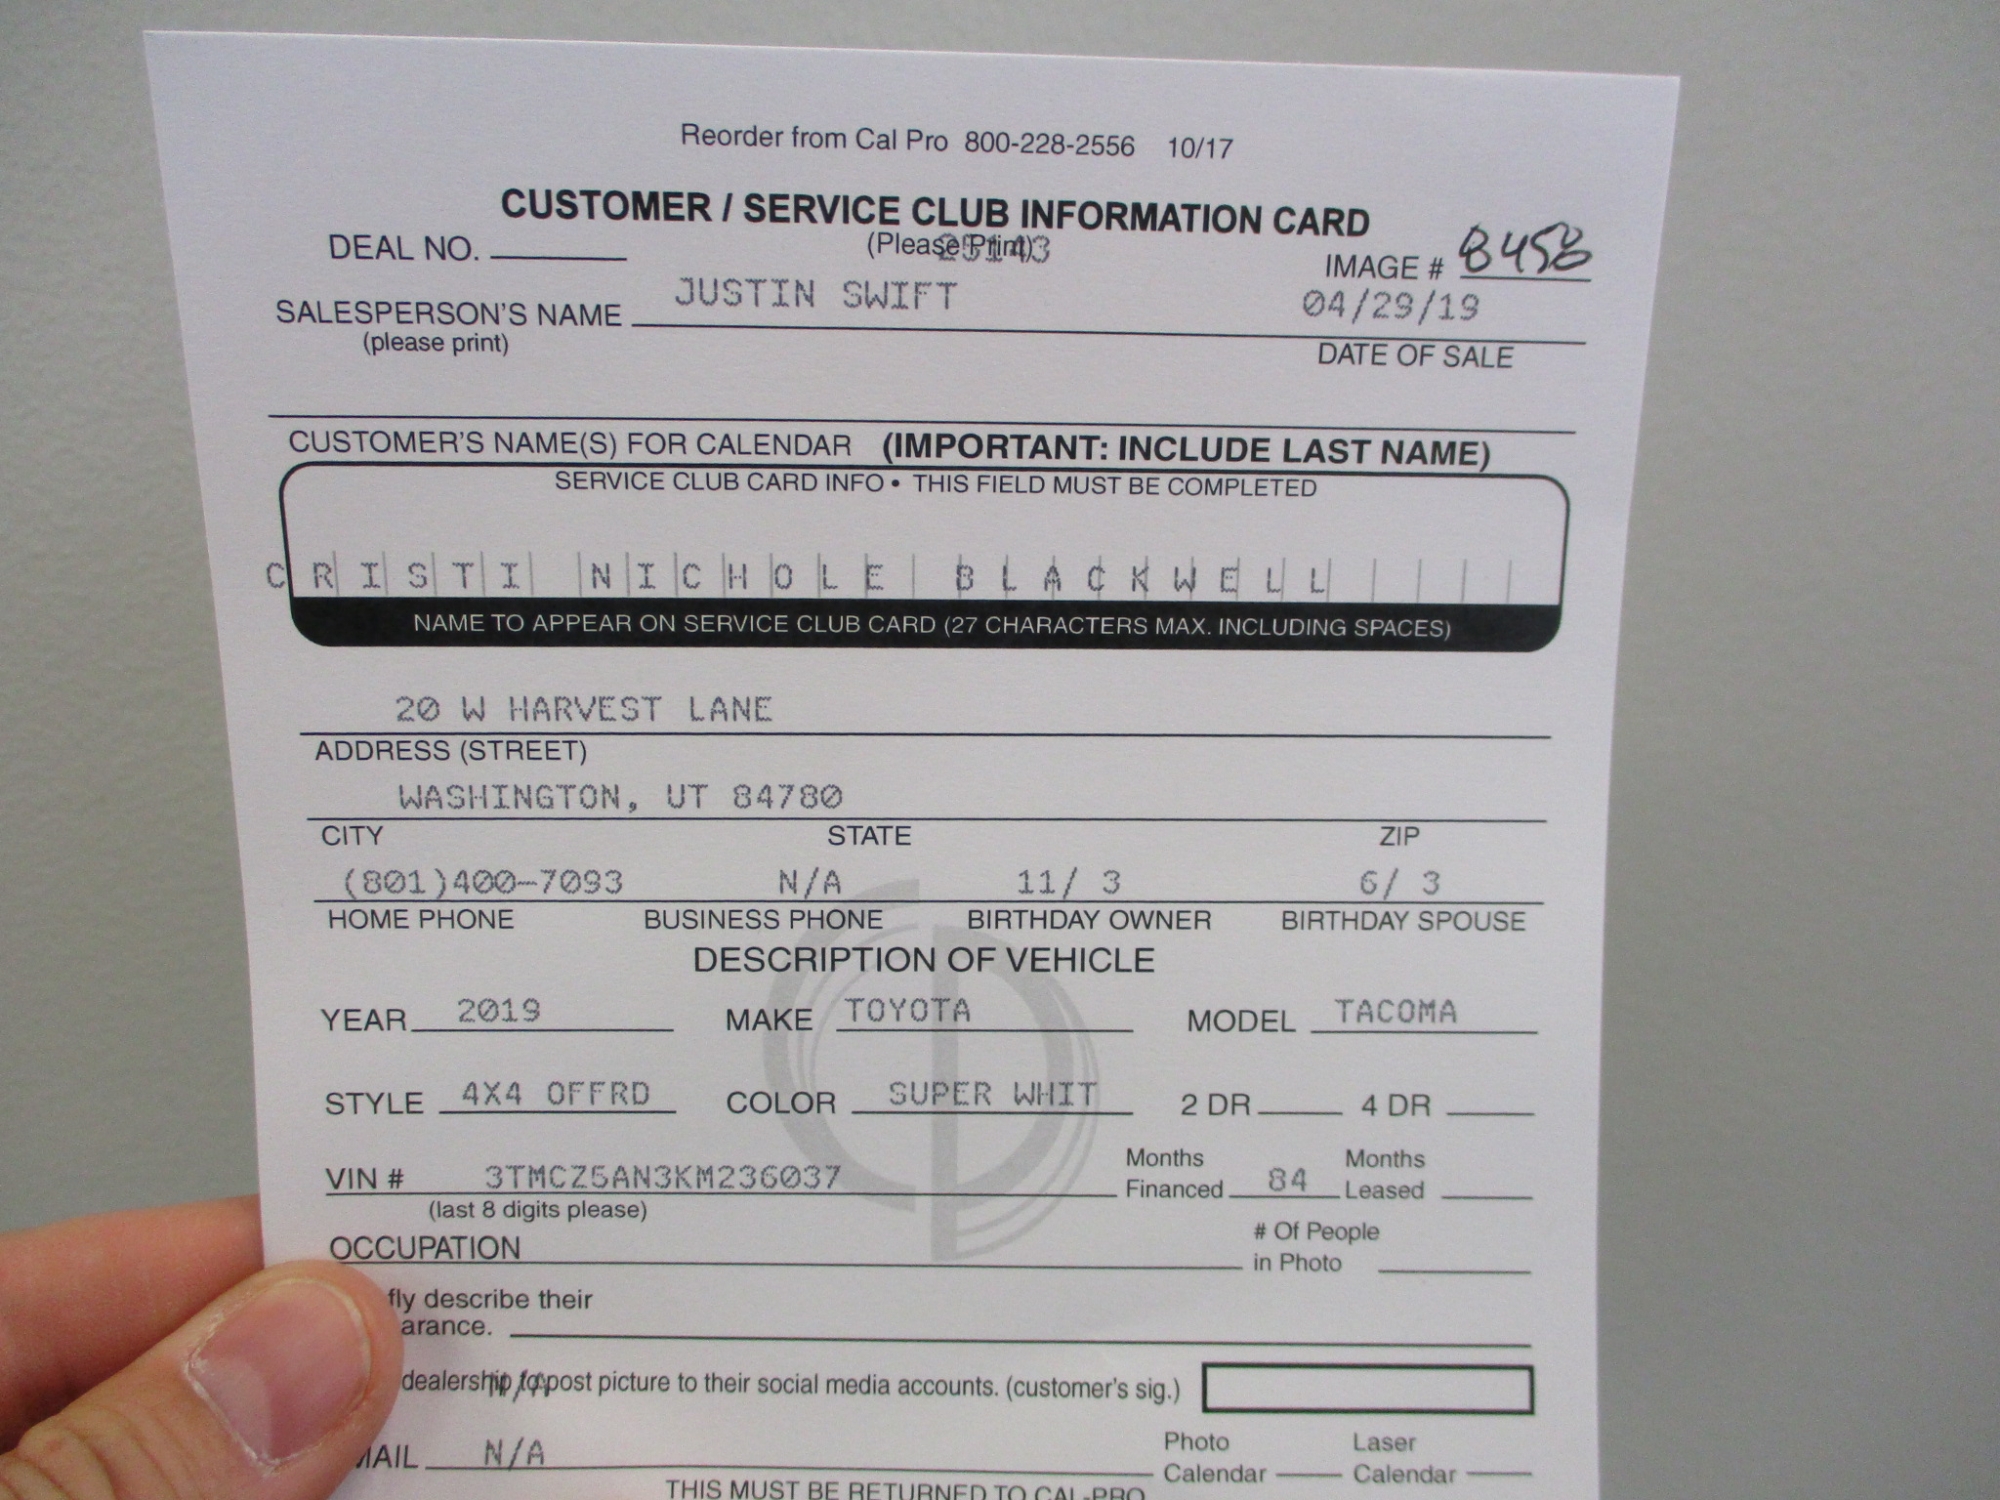 Reorder from Cal Pro 800-228-2556 10/17
CUSTOMER / SERVICE CLUB INFORMATION CARD
DEAL NO. (Please Print) 25143
IMAGE # 8458
SALESPERSON'S NAME JUSTIN SWIFT 04/29/19
(please print) DATE OF SALE
CUSTOMER'S NAME(S) FOR CALENDAR (IMPORTANT: INCLUDE LAST NAME)
SERVICE CLUB CARD INFO • THIS FIELD MUST BE COMPLETED
CRISTI NICHOLE BLACKWELL
NAME TO APPEAR ON SERVICE CLUB CARD (27 CHARACTERS MAX. INCLUDING SPACES)
20 W HARVEST LANE
ADDRESS (STREET)
WASHINGTON, UT 84780
CITY STATE ZIP
(801)400-7093 N/A 11/ 3 6/ 3
HOME PHONE BUSINESS PHONE BIRTHDAY OWNER BIRTHDAY SPOUSE
DESCRIPTION OF VEHICLE
YEAR 2019 MAKE TOYOTA MODEL TACOMA
STYLE 4X4 OFFRD COLOR SUPER WHIT 2 DR 4 DR
VIN # 3TMCZ5AN3KM236037 Months Financed 84 Months Leased
(last 8 digits please)
OCCUPATION # Of People in Photo
fly describe their
arance.
dealership to post picture to their social media accounts. (customer's sig.)
N/A
MAIL N/A Photo Calendar Laser Calendar
THIS MUST BE RETURNED TO CAL-PRO